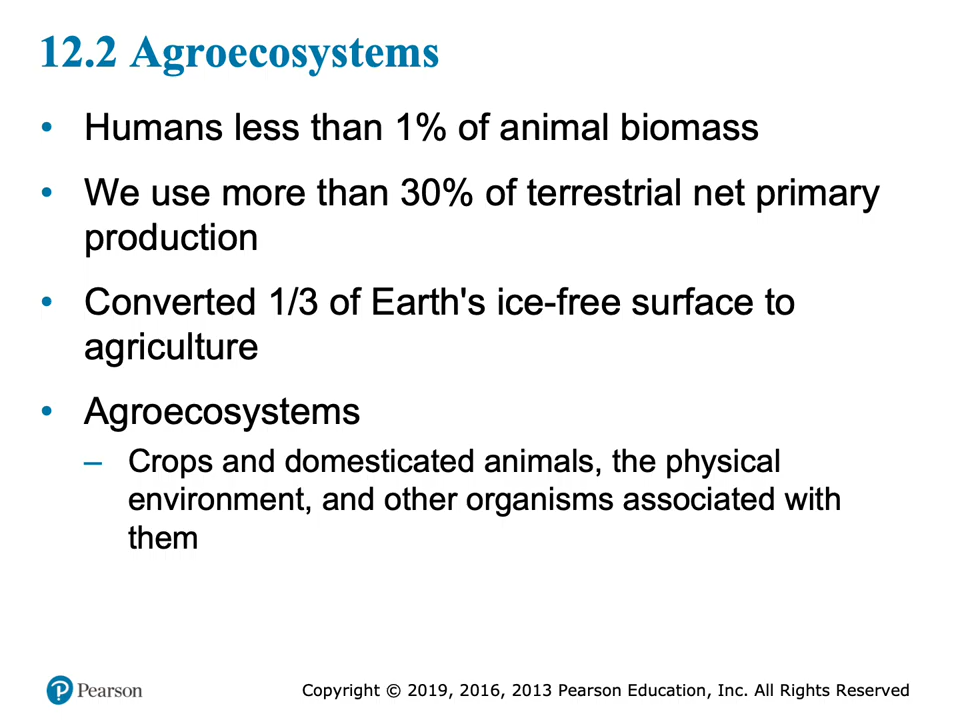 12.2 Agroecosystems
• Humans less than 1% of animal biomass
• We use more than 30% of terrestrial net primary
production
• Converted 1/3 of Earth's ice-free surface to
agriculture
• Agroecosystems
– Crops and domesticated animals, the physical
environment, and other organisms associated with
them
Pearson
Copyright © 2019, 2016, 2013 Pearson Education, Inc. All Rights Reserved